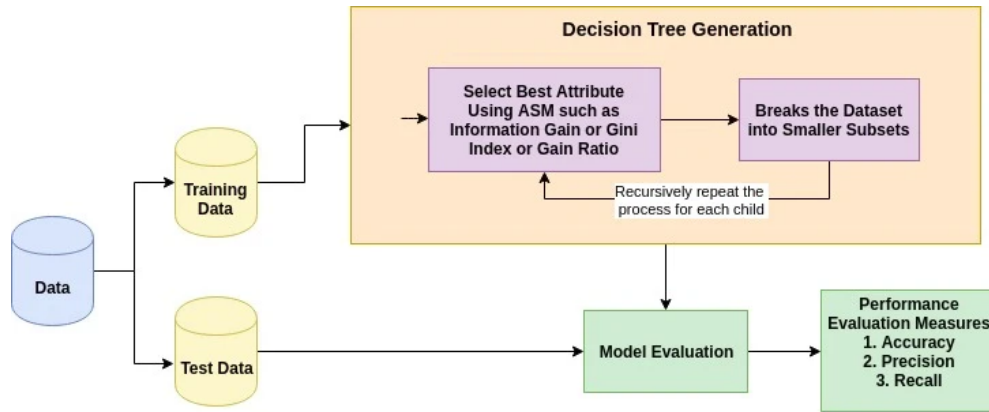 Decision Tree Generation
Select Best Attribute
Using ASM such as
Information Gain or Gini
Index or Gain Ratio
Breaks the Dataset
into Smaller Subsets
Recursively repeat the
process for each child
Training
Data
Data
Test Data
Model Evaluation
Performance
Evaluation Measures
1. Accuracy
2. Precision
3. Recall